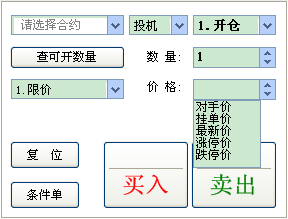 请选择合约 投机 1.开仓
查可开数量 数 量: 1
1.限价 价 格:
对手价
挂单价
最新价
涨停价
跌停价
复 位
条件单
买入 卖出